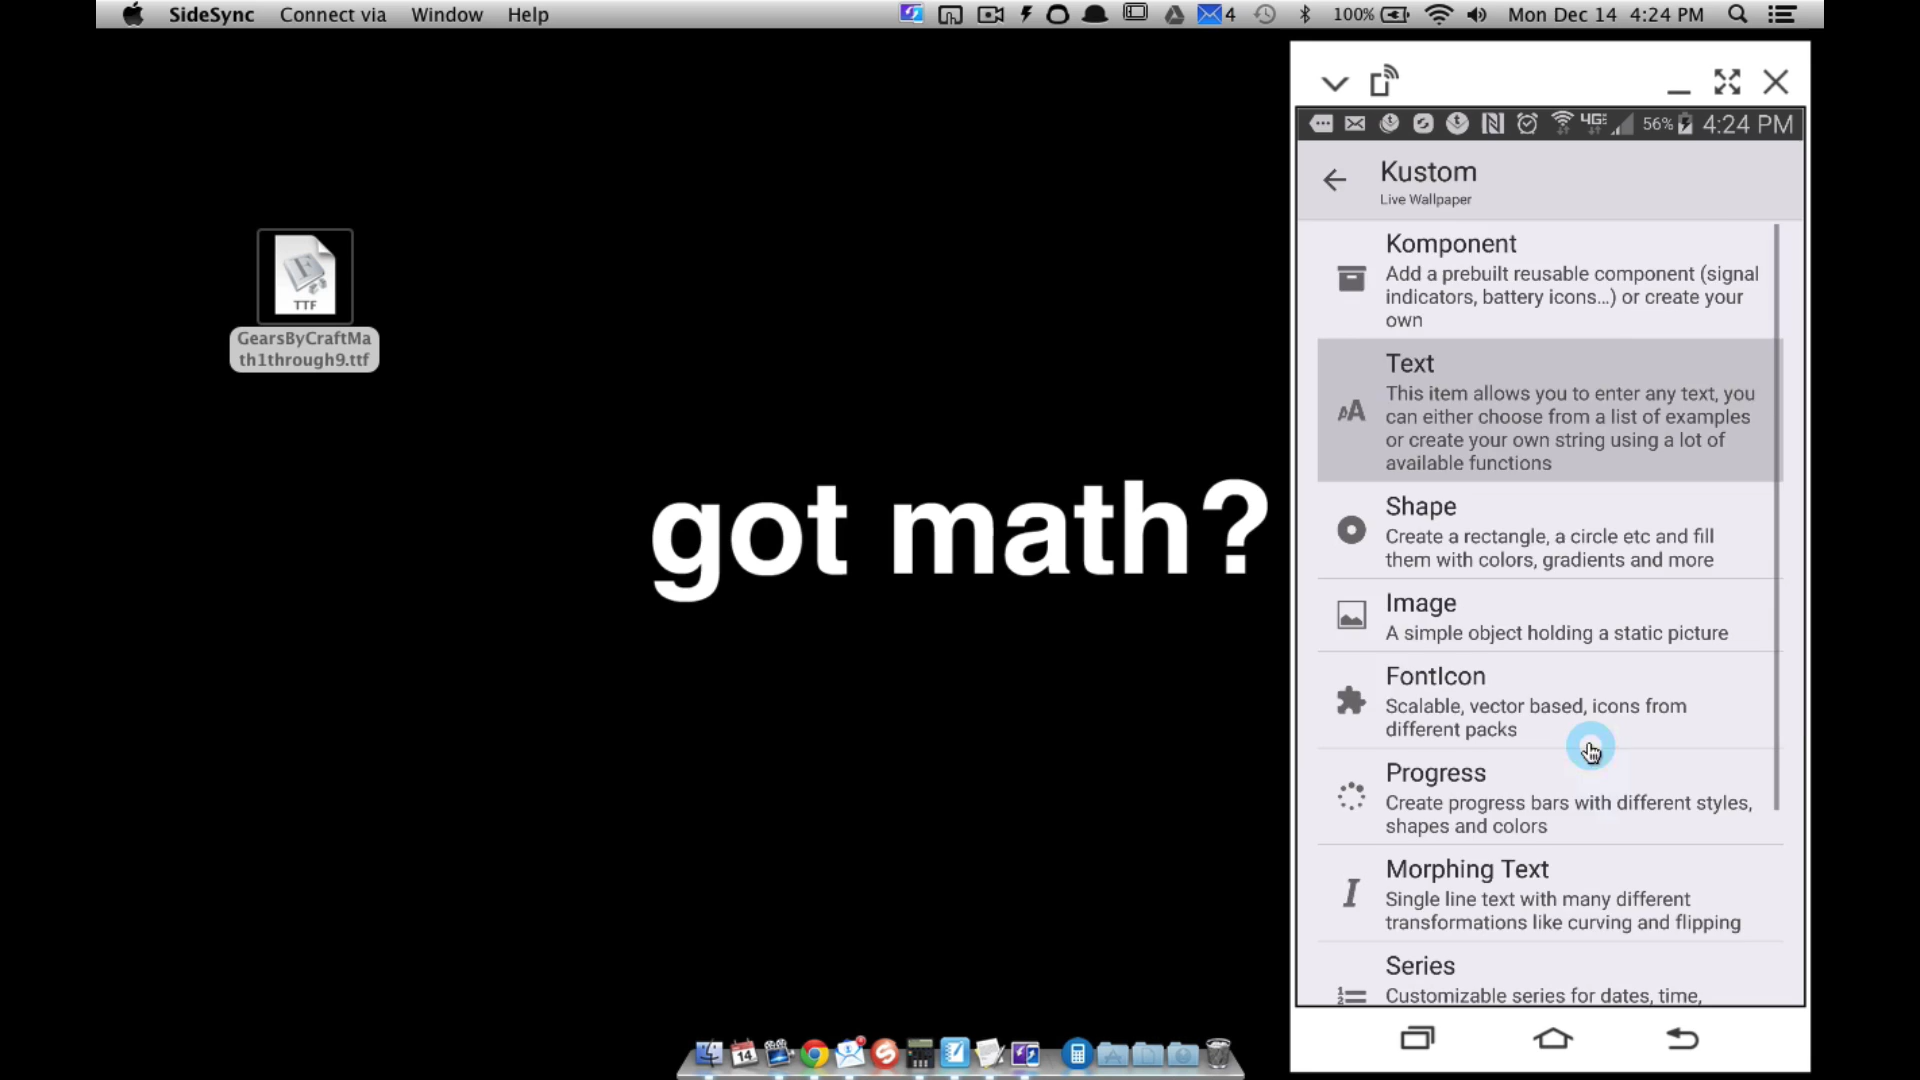 SideSync Connect via Window Help
4 100% Mon Dec 14 4:24 PM
4G 56% 4:24 PM
Kustom
Live Wallpaper
Komponent
Add a prebuilt reusable component (signal
indicators, battery icons...) or create your
own
Text
This item allows you to enter any text, you
can either choose from a list of examples
or create your own string using a lot of
available functions
Shape
Create a rectangle, a circle etc and fill
them with colors, gradients and more
Image
A simple object holding a static picture
FontIcon
Scalable, vector based, icons from
different packs
Progress
Create progress bars with different styles,
shapes and colors
Morphing Text
Single line text with many different
transformations like curving and flipping
Series
Customizable series for dates, time,
TTF
GearsByCraftMa
th1through9.ttf
got math?
14